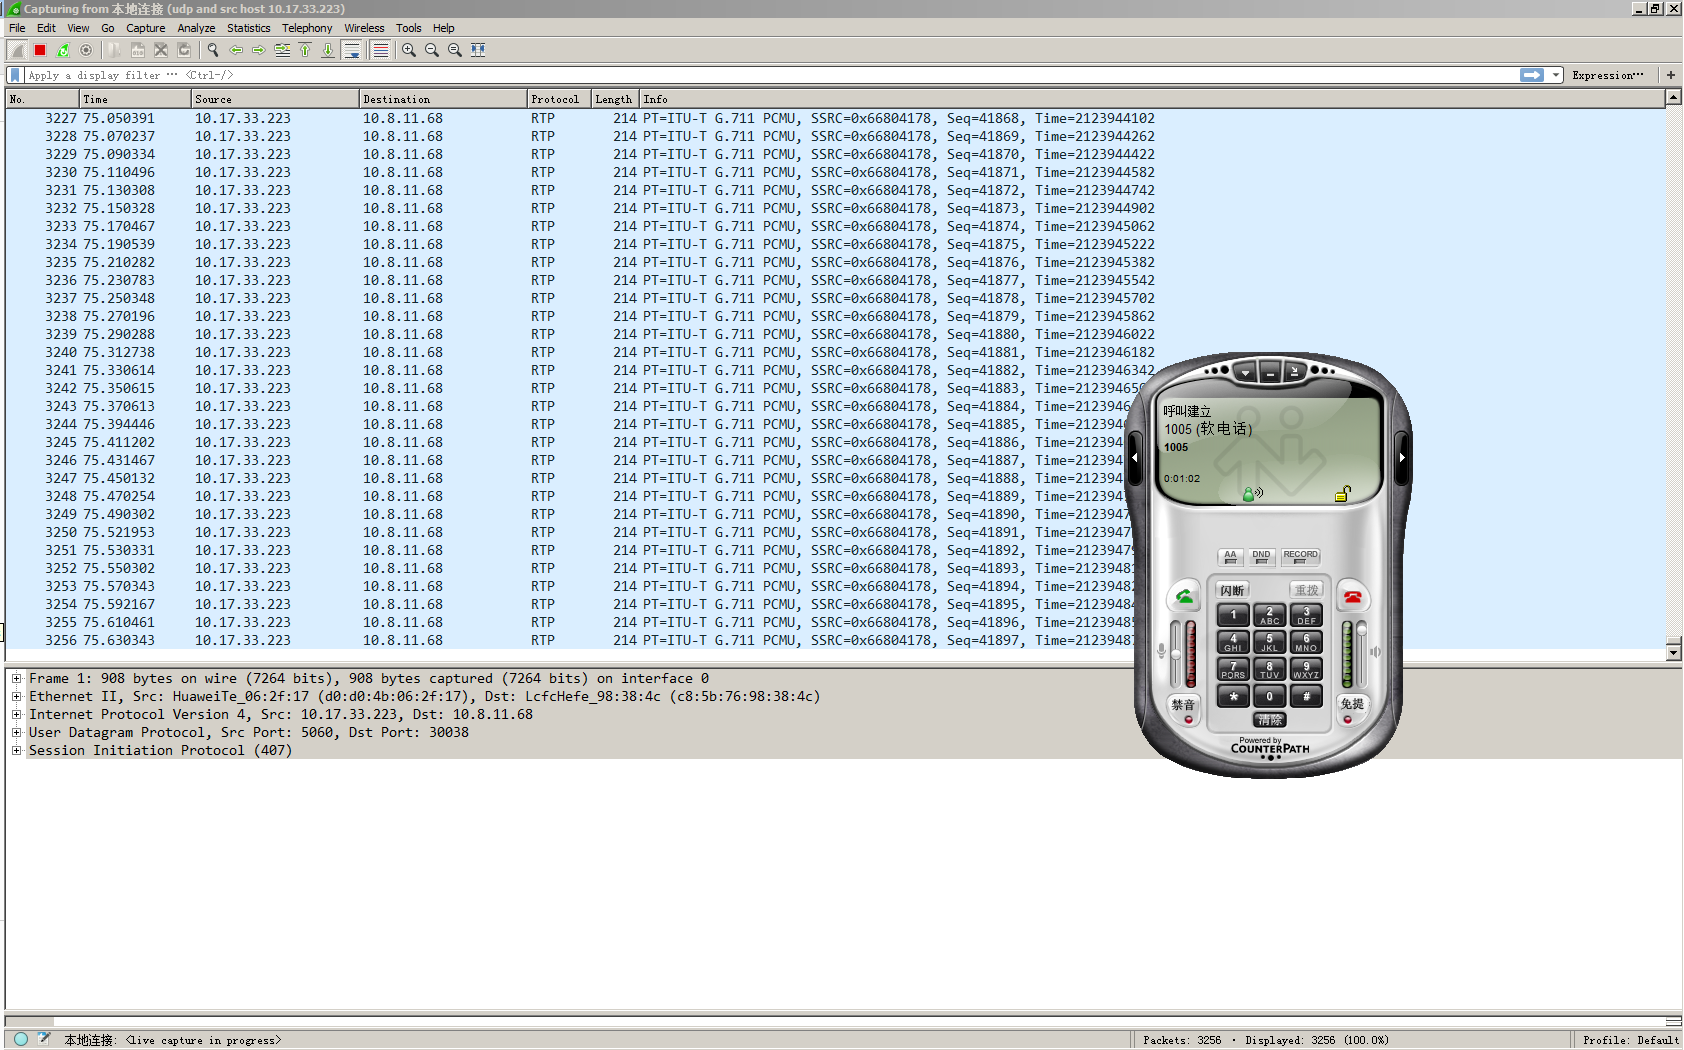 Capturing from 本地连接 (udp and src host 10.17.33.223)
File Edit View Go Capture Analyze Statistics Telephony Wireless Tools Help
Apply a display filter … <Ctrl-/> Expression… +
No. Time Source Destination Protocol Length Info
3227 75.050391 10.17.33.223 10.8.11.68 RTP 214 PT=ITU-T G.711 PCMU, SSRC=0x66804178, Seq=41868, Time=2123944102
3228 75.070237 10.17.33.223 10.8.11.68 RTP 214 PT=ITU-T G.711 PCMU, SSRC=0x66804178, Seq=41869, Time=2123944262
3229 75.090334 10.17.33.223 10.8.11.68 RTP 214 PT=ITU-T G.711 PCMU, SSRC=0x66804178, Seq=41870, Time=2123944422
3230 75.110496 10.17.33.223 10.8.11.68 RTP 214 PT=ITU-T G.711 PCMU, SSRC=0x66804178, Seq=41871, Time=2123944582
3231 75.130308 10.17.33.223 10.8.11.68 RTP 214 PT=ITU-T G.711 PCMU, SSRC=0x66804178, Seq=41872, Time=2123944742
3232 75.150328 10.17.33.223 10.8.11.68 RTP 214 PT=ITU-T G.711 PCMU, SSRC=0x66804178, Seq=41873, Time=2123944902
3233 75.170467 10.17.33.223 10.8.11.68 RTP 214 PT=ITU-T G.711 PCMU, SSRC=0x66804178, Seq=41874, Time=2123945062
3234 75.190539 10.17.33.223 10.8.11.68 RTP 214 PT=ITU-T G.711 PCMU, SSRC=0x66804178, Seq=41875, Time=2123945222
3235 75.210282 10.17.33.223 10.8.11.68 RTP 214 PT=ITU-T G.711 PCMU, SSRC=0x66804178, Seq=41876, Time=2123945382
3236 75.230783 10.17.33.223 10.8.11.68 RTP 214 PT=ITU-T G.711 PCMU, SSRC=0x66804178, Seq=41877, Time=2123945542
3237 75.250348 10.17.33.223 10.8.11.68 RTP 214 PT=ITU-T G.711 PCMU, SSRC=0x66804178, Seq=41878, Time=2123945702
3238 75.270196 10.17.33.223 10.8.11.68 RTP 214 PT=ITU-T G.711 PCMU, SSRC=0x66804178, Seq=41879, Time=2123945862
3239 75.290288 10.17.33.223 10.8.11.68 RTP 214 PT=ITU-T G.711 PCMU, SSRC=0x66804178, Seq=41880, Time=2123946022
3240 75.312738 10.17.33.223 10.8.11.68 RTP 214 PT=ITU-T G.711 PCMU, SSRC=0x66804178, Seq=41881, Time=2123946182
3241 75.330614 10.17.33.223 10.8.11.68 RTP 214 PT=ITU-T G.711 PCMU, SSRC=0x66804178, Seq=41882, Time=2123946342
3242 75.350615 10.17.33.223 10.8.11.68 RTP 214 PT=ITU-T G.711 PCMU, SSRC=0x66804178, Seq=41883, Time=21239465
3243 75.370613 10.17.33.223 10.8.11.68 RTP 214 PT=ITU-T G.711 PCMU, SSRC=0x66804178, Seq=41884, Time=2123946
3244 75.394446 10.17.33.223 10.8.11.68 RTP 214 PT=ITU-T G.711 PCMU, SSRC=0x66804178, Seq=41885, Time=212394
3245 75.411202 10.17.33.223 10.8.11.68 RTP 214 PT=ITU-T G.711 PCMU, SSRC=0x66804178, Seq=41886, Time=212394
3246 75.431467 10.17.33.223 10.8.11.68 RTP 214 PT=ITU-T G.711 PCMU, SSRC=0x66804178, Seq=41887, Time=212394
3247 75.450132 10.17.33.223 10.8.11.68 RTP 214 PT=ITU-T G.711 PCMU, SSRC=0x66804178, Seq=41888, Time=212394
3248 75.470254 10.17.33.223 10.8.11.68 RTP 214 PT=ITU-T G.711 PCMU, SSRC=0x66804178, Seq=41889, Time=212394
3249 75.490302 10.17.33.223 10.8.11.68 RTP 214 PT=ITU-T G.711 PCMU, SSRC=0x66804178, Seq=41890, Time=2123947
3250 75.521953 10.17.33.223 10.8.11.68 RTP 214 PT=ITU-T G.711 PCMU, SSRC=0x66804178, Seq=41891, Time=2123947
3251 75.530331 10.17.33.223 10.8.11.68 RTP 214 PT=ITU-T G.711 PCMU, SSRC=0x66804178, Seq=41892, Time=2123947
3252 75.550302 10.17.33.223 10.8.11.68 RTP 214 PT=ITU-T G.711 PCMU, SSRC=0x66804178, Seq=41893, Time=2123948
3253 75.570343 10.17.33.223 10.8.11.68 RTP 214 PT=ITU-T G.711 PCMU, SSRC=0x66804178, Seq=41894, Time=2123948
3254 75.592167 10.17.33.223 10.8.11.68 RTP 214 PT=ITU-T G.711 PCMU, SSRC=0x66804178, Seq=41895, Time=2123948
3255 75.610461 10.17.33.223 10.8.11.68 RTP 214 PT=ITU-T G.711 PCMU, SSRC=0x66804178, Seq=41896, Time=2123948
3256 75.630343 10.17.33.223 10.8.11.68 RTP 214 PT=ITU-T G.711 PCMU, SSRC=0x66804178, Seq=41897, Time=2123948
呼叫建立
1005 (软电话)
1005
0:01:02
AA DND RECORD
闪断 重拨
1 2 ABC 3 DEF
4 GHI 5 JKL 6 MNO
7 PQRS 8 TUV 9 WXYZ
* 0 #
禁音 免提
清除
Powered by
COUNTERPATH
Frame 1: 908 bytes on wire (7264 bits), 908 bytes captured (7264 bits) on interface 0
Ethernet II, Src: HuaweiTe_06:2f:17 (d0:d0:4b:06:2f:17), Dst: LcfcHefe_98:38:4c (c8:5b:76:98:38:4c)
Internet Protocol Version 4, Src: 10.17.33.223, Dst: 10.8.11.68
User Datagram Protocol, Src Port: 5060, Dst Port: 30038
Session Initiation Protocol (407)
本地连接: <live capture in progress> Packets: 3256 · Displayed: 3256 (100.0%) Profile: Default